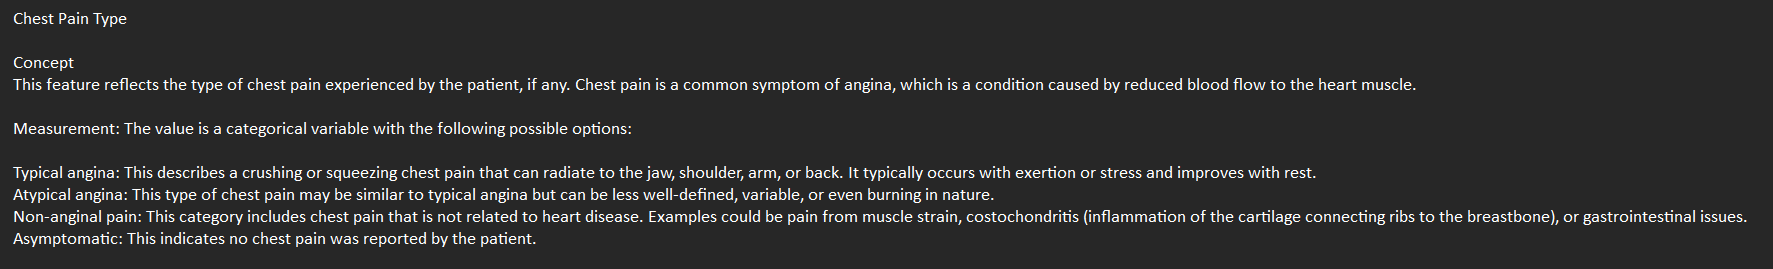 Chest Pain Type
Concept
This feature reflects the type of chest pain experienced by the patient, if any. Chest pain is a common symptom of angina, which is a condition caused by reduced blood flow to the heart muscle.
Measurement: The value is a categorical variable with the following possible options:
Typical angina: This describes a crushing or squeezing chest pain that can radiate to the jaw, shoulder, arm, or back. It typically occurs with exertion or stress and improves with rest.
Atypical angina: This type of chest pain may be similar to typical angina but can be less well-defined, variable, or even burning in nature.
Non-anginal pain: This category includes chest pain that is not related to heart disease. Examples could be pain from muscle strain, costochondritis (inflammation of the cartilage connecting ribs to the breastbone), or gastrointestinal issues.
Asymptomatic: This indicates no chest pain was reported by the patient.